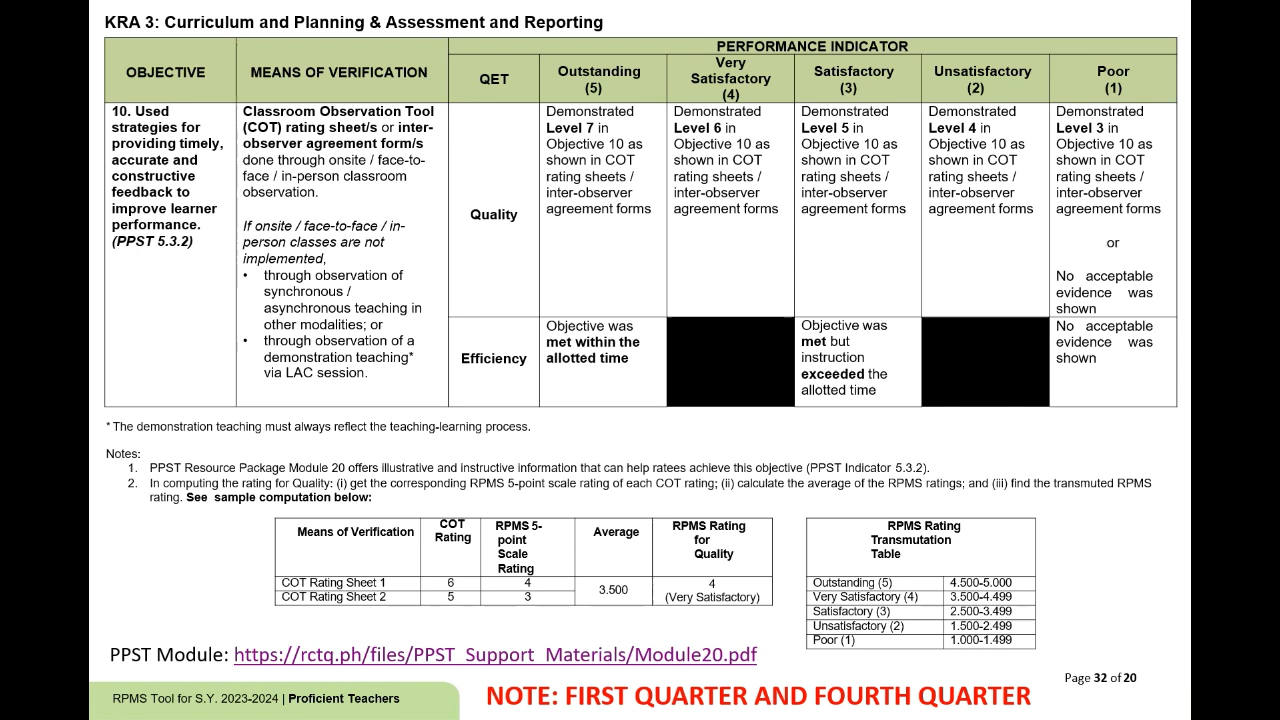 KRA 3: Curriculum and Planning & Assessment and Reporting
OBJECTIVE
MEANS OF VERIFICATION
PERFORMANCE INDICATOR
QET
Outstanding
(5)
Very
Satisfactory
(4)
Satisfactory
(3)
Unsatisfactory
(2)
Poor
(1)
10. Used
strategies for
providing timely,
accurate and
constructive
feedback to
improve learner
performance.
(PPST 5.3.2)
Classroom Observation Tool
(COT) rating sheet/s or inter-
observer agreement form/s
done through onsite / face-to-
face / in-person classroom
observation.
If onsite / face-to-face / in-
person classes are not
implemented,
• through observation of
synchronous /
asynchronous teaching in
other modalities; or
• through observation of a
demonstration teaching*
via LAC session.
Quality
Demonstrated
Level 7 in
Objective 10 as
shown in COT
rating sheets /
inter-observer
agreement forms
Demonstrated
Level 6 in
Objective 10 as
shown in COT
rating sheets /
inter-observer
agreement forms
Demonstrated
Level 5 in
Objective 10 as
shown in COT
rating sheets /
inter-observer
agreement forms
Demonstrated
Level 4 in
Objective 10 as
shown in COT
rating sheets /
inter-observer
agreement forms
Demonstrated
Level 3 in
Objective 10 as
shown in COT
rating sheets /
inter-observer
agreement forms
or
No acceptable
evidence was
shown
Efficiency
Objective was
met within the
allotted time
Objective was
met but
instruction
exceeded the
allotted time
No acceptable
evidence was
shown
* The demonstration teaching must always reflect the teaching-learning process.
Notes:
1. PPST Resource Package Module 20 offers illustrative and instructive information that can help ratees achieve this objective (PPST Indicator 5.3.2).
2. In computing the rating for Quality: (i) get the corresponding RPMS 5-point scale rating of each COT rating; (ii) calculate the average of the RPMS ratings; and (iii) find the transmuted RPMS
rating. See sample computation below:
Means of Verification
COT
Rating
RPMS 5-
point
Scale
Rating
Average
RPMS Rating
for
Quality
COT Rating Sheet 1 6 4
COT Rating Sheet 2 5 3
3.500
4
(Very Satisfactory)
RPMS Rating
Transmutation
Table
Outstanding (5) 4.500-5.000
Very Satisfactory (4) 3.500-4.499
Satisfactory (3) 2.500-3.499
Unsatisfactory (2) 1.500-2.499
Poor (1) 1.000-1.499
PPST Module: https://rctq.ph/files/PPST_Support_Materials/Module20.pdf
Page 32 of 20
RPMS Tool for S.Y. 2023-2024 | Proficient Teachers
NOTE: FIRST QUARTER AND FOURTH QUARTER